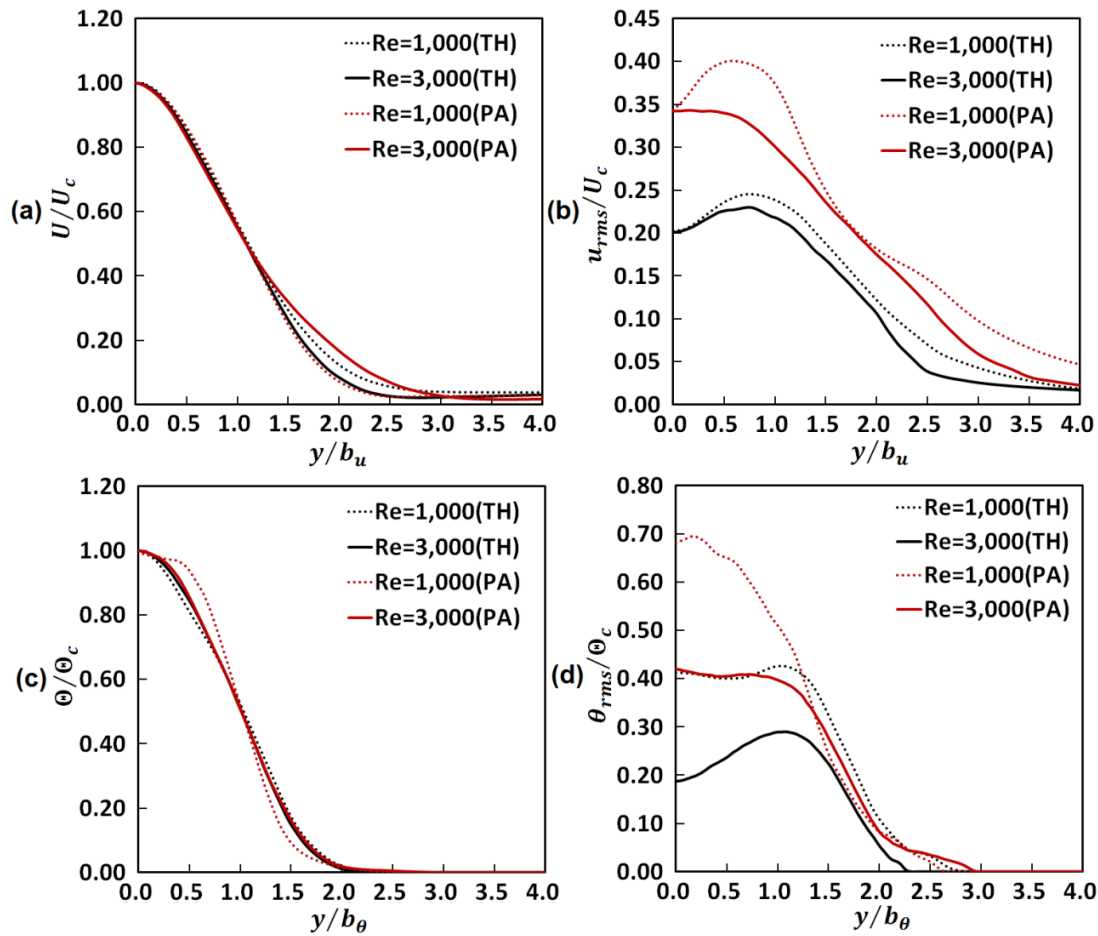 1.20
1.00
0.80
0.60
0.40
0.20
0.00
(a)
U/U_c
Re=1,000(TH)
Re=3,000(TH)
Re=1,000(PA)
Re=3,000(PA)
0.0 0.5 1.0 1.5 2.0 2.5 3.0 3.5 4.0
y/b_u
0.45
0.40
0.35
0.30
0.25
0.20
0.15
0.10
0.05
0.00
(b)
u_rms/U_c
Re=1,000(TH)
Re=3,000(TH)
Re=1,000(PA)
Re=3,000(PA)
0.0 0.5 1.0 1.5 2.0 2.5 3.0 3.5 4.0
y/b_u
1.20
1.00
0.80
0.60
0.40
0.20
0.00
(c)
Θ/Θ_c
Re=1,000(TH)
Re=3,000(TH)
Re=1,000(PA)
Re=3,000(PA)
0.0 0.5 1.0 1.5 2.0 2.5 3.0 3.5 4.0
y/b_θ
0.80
0.70
0.60
0.50
0.40
0.30
0.20
0.10
0.00
(d)
θ_rms/Θ_c
Re=1,000(TH)
Re=3,000(TH)
Re=1,000(PA)
Re=3,000(PA)
0.0 0.5 1.0 1.5 2.0 2.5 3.0 3.5 4.0
y/b_θ